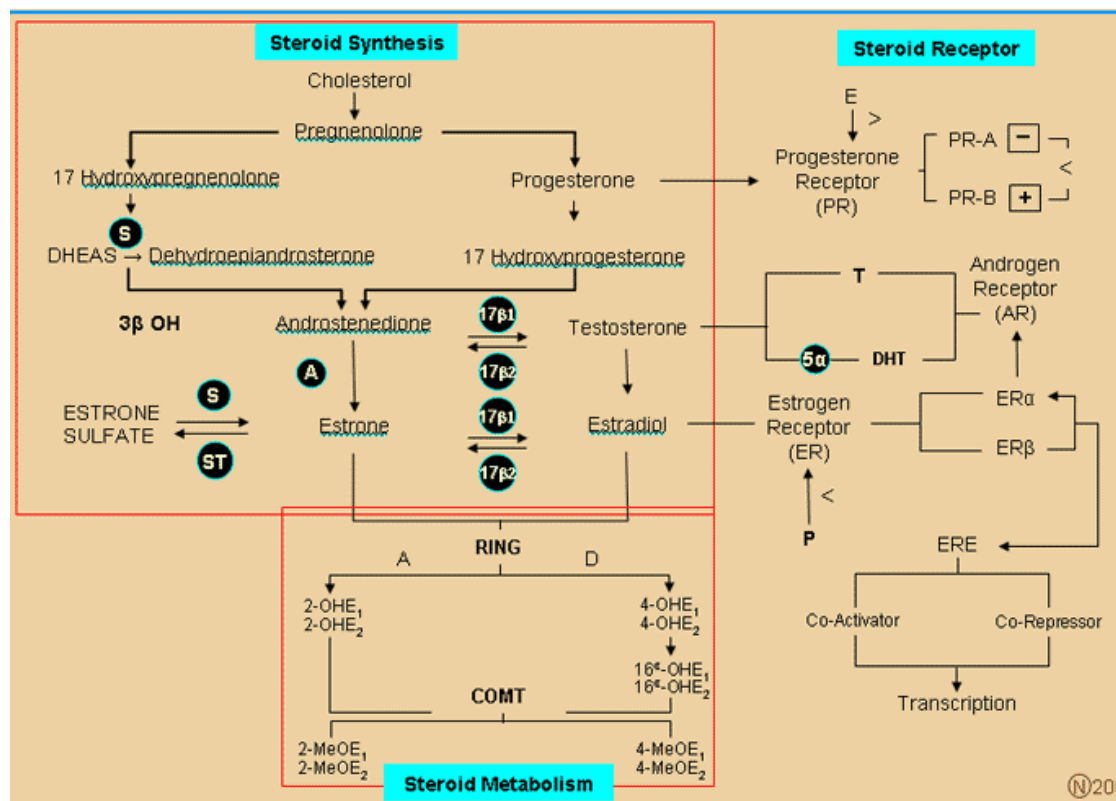 Steroid Synthesis
Steroid Receptor
Cholesterol
Pregnenolone
17 Hydroxypregnenolone
Progesterone
S
DHEAS → Dehydroepiandrosterone
17 Hydroxyprogesterone
3β OH
Androstenedione
17β1
17β2
Testosterone
A
ESTRONE
SULFATE
S
ST
Estrone
17β1
17β2
Estradiol
E
>
Progesterone
Receptor
(PR)
PR-A −
<
PR-B +
T
5α DHT
Androgen
Receptor
(AR)
Estrogen
Receptor
(ER)
ERα
ERβ
<
P
ERE
Co-Activator
Co-Repressor
Transcription
RING
A D
2-OHE₁
2-OHE₂
4-OHE₁
4-OHE₂
16ᵋ-OHE₁
16ᵋ-OHE₂
COMT
2-MeOE₁
2-MeOE₂
4-MeOE₁
4-MeOE₂
Steroid Metabolism
Ⓝ20